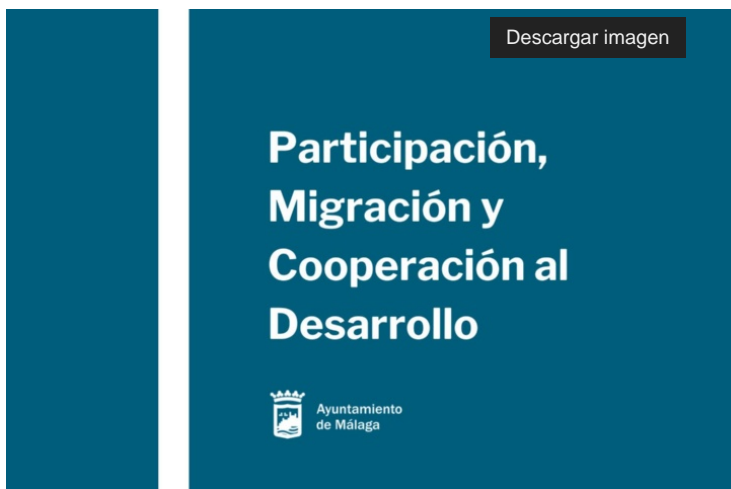 Descargar imagen
Participación,
Migración y
Cooperación al
Desarrollo
Ayuntamiento
de Málaga